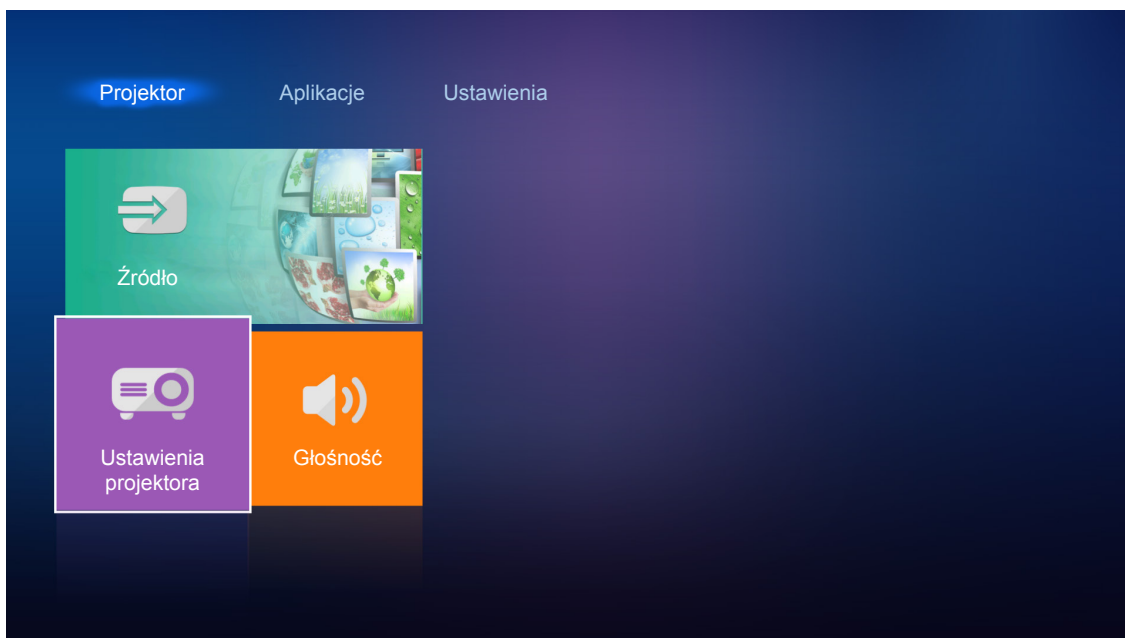 Projektor
Aplikacje
Ustawienia
Źródło
Ustawienia
projektora
Głośność